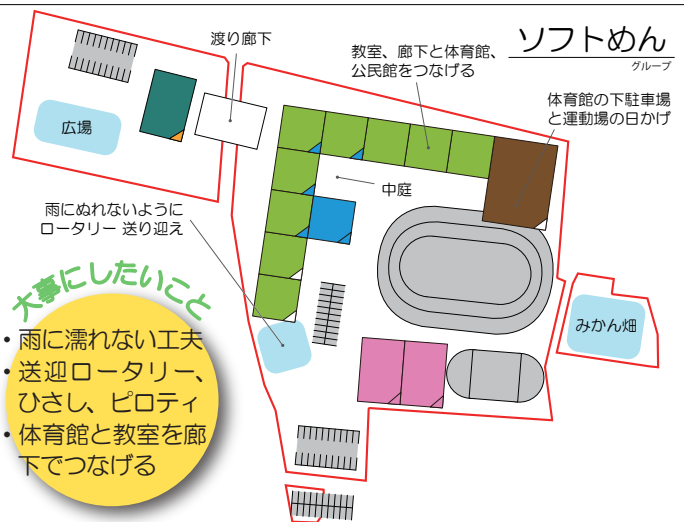 ソフトめん
グループ
渡り廊下
教室、廊下と体育館、
公民館をつなげる
体育館の下駐車場
と運動場の日かげ
広場
中庭
雨にぬれないように
ロータリー 送り迎え
みかん畑
大事にしたいこと
・雨に濡れない工夫
・送迎ロータリー、
ひさし、ピロティ
・体育館と教室を廊
下でつなげる